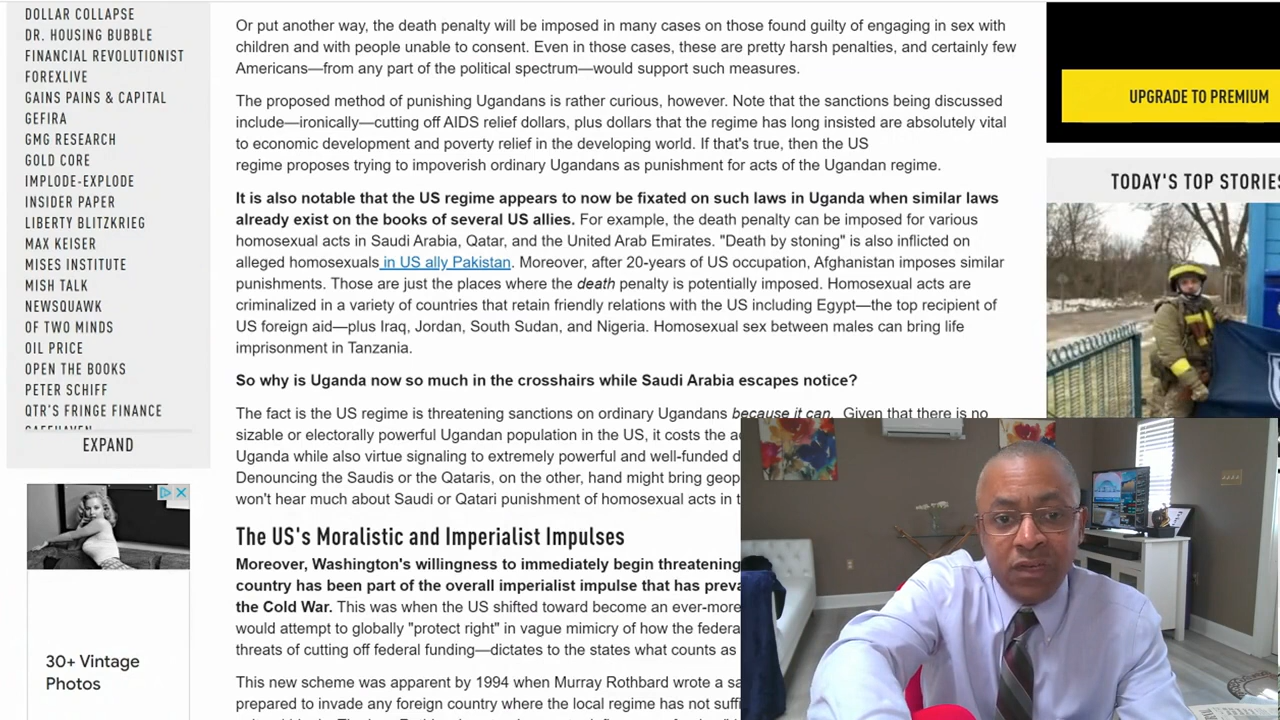 DOLLAR COLLAPSE
DR. HOUSING BUBBLE
FINANCIAL REVOLUTIONIST
FOREXLIVE
GAINS PAINS & CAPITAL
GEFIRA
GMG RESEARCH
GOLD CORE
IMPLODE-EXPLODE
INSIDER PAPER
LIBERTY BLITZKRIEG
MAX KEISER
MISES INSTITUTE
MISH TALK
NEWSQUAWK
OF TWO MINDS
OIL PRICE
OPEN THE BOOKS
PETER SCHIFF
QTR'S FRINGE FINANCE
SAFEHAVEN
EXPAND
30+ Vintage
Photos
Or put another way, the death penalty will be imposed in many cases on those found guilty of engaging in sex with
children and with people unable to consent. Even in those cases, these are pretty harsh penalties, and certainly few
Americans—from any part of the political spectrum—would support such measures.
The proposed method of punishing Ugandans is rather curious, however. Note that the sanctions being discussed
include—ironically—cutting off AIDS relief dollars, plus dollars that the regime has long insisted are absolutely vital
to economic development and poverty relief in the developing world. If that's true, then the US
regime proposes trying to impoverish ordinary Ugandans as punishment for acts of the Ugandan regime.
It is also notable that the US regime appears to now be fixated on such laws in Uganda when similar laws
already exist on the books of several US allies. For example, the death penalty can be imposed for various
homosexual acts in Saudi Arabia, Qatar, and the United Arab Emirates. "Death by stoning" is also inflicted on
alleged homosexuals in US ally Pakistan. Moreover, after 20-years of US occupation, Afghanistan imposes similar
punishments. Those are just the places where the death penalty is potentially imposed. Homosexual acts are
criminalized in a variety of countries that retain friendly relations with the US including Egypt—the top recipient of
US foreign aid—plus Iraq, Jordan, South Sudan, and Nigeria. Homosexual sex between males can bring life
imprisonment in Tanzania.
So why is Uganda now so much in the crosshairs while Saudi Arabia escapes notice?
The fact is the US regime is threatening sanctions on ordinary Ugandans because it can. Given that there is no
sizable or electorally powerful Ugandan population in the US, it costs the
Uganda while also virtue signaling to extremely powerful and well-funded
Denouncing the Saudis or the Qataris, on the other, hand might bring
won't hear much about Saudi or Qatari punishment of homosexual acts in
The US's Moralistic and Imperialist Impulses
Moreover, Washington's willingness to immediately begin threatening
country has been part of the overall imperialist impulse that has
the Cold War. This was when the US shifted toward become an ever-more
would attempt to globally "protect right" in vague mimicry of how the
threats of cutting off federal funding—dictates to the states what counts as
This new scheme was apparent by 1994 when Murray Rothbard wrote a
prepared to invade any foreign country where the local regime has not
UPGRADE TO PREMIUM
TODAY'S TOP STORIES